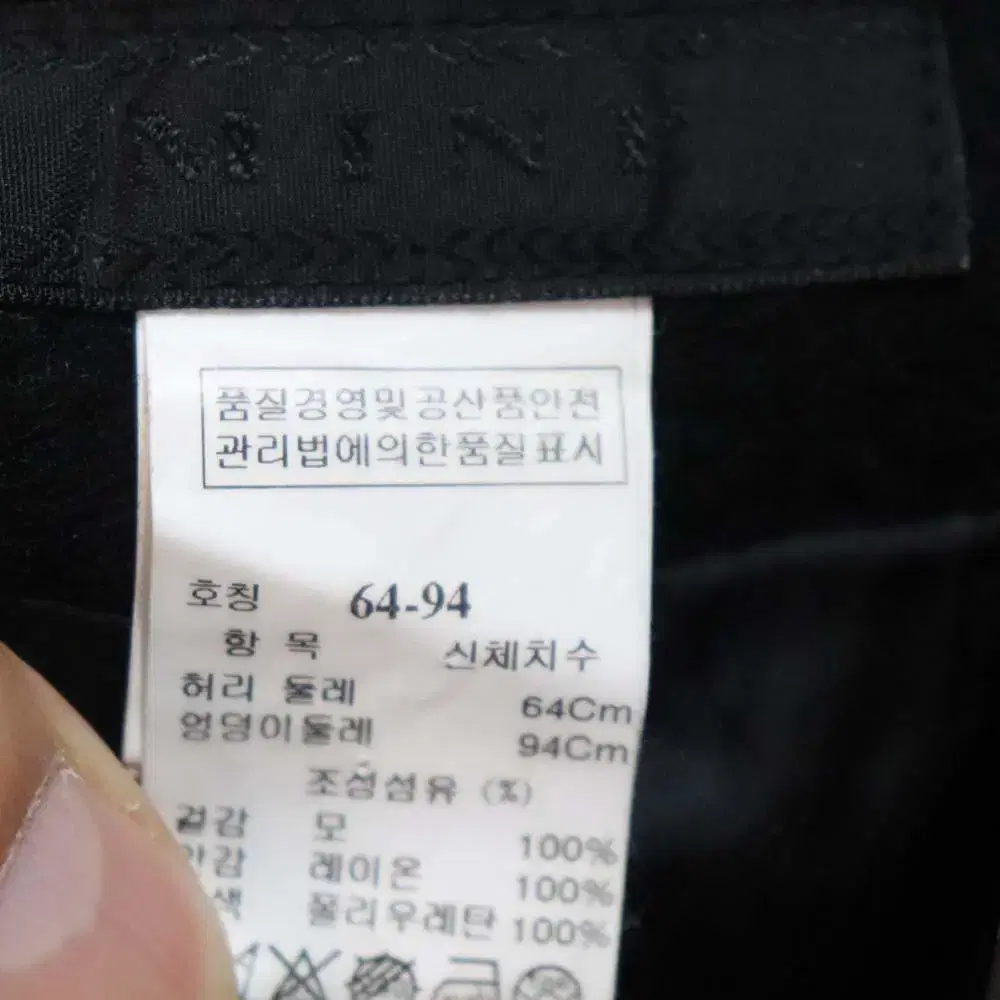 MINE
품질경영및공산품안전
관리법에의한품질표시
호칭 64-94
항 목 신체치수
허리 둘레 64Cm
엉덩이둘레 94Cm
조성섬유 (%)
겉감 모 100%
안감 레이온 100%
폴리우레탄 100%